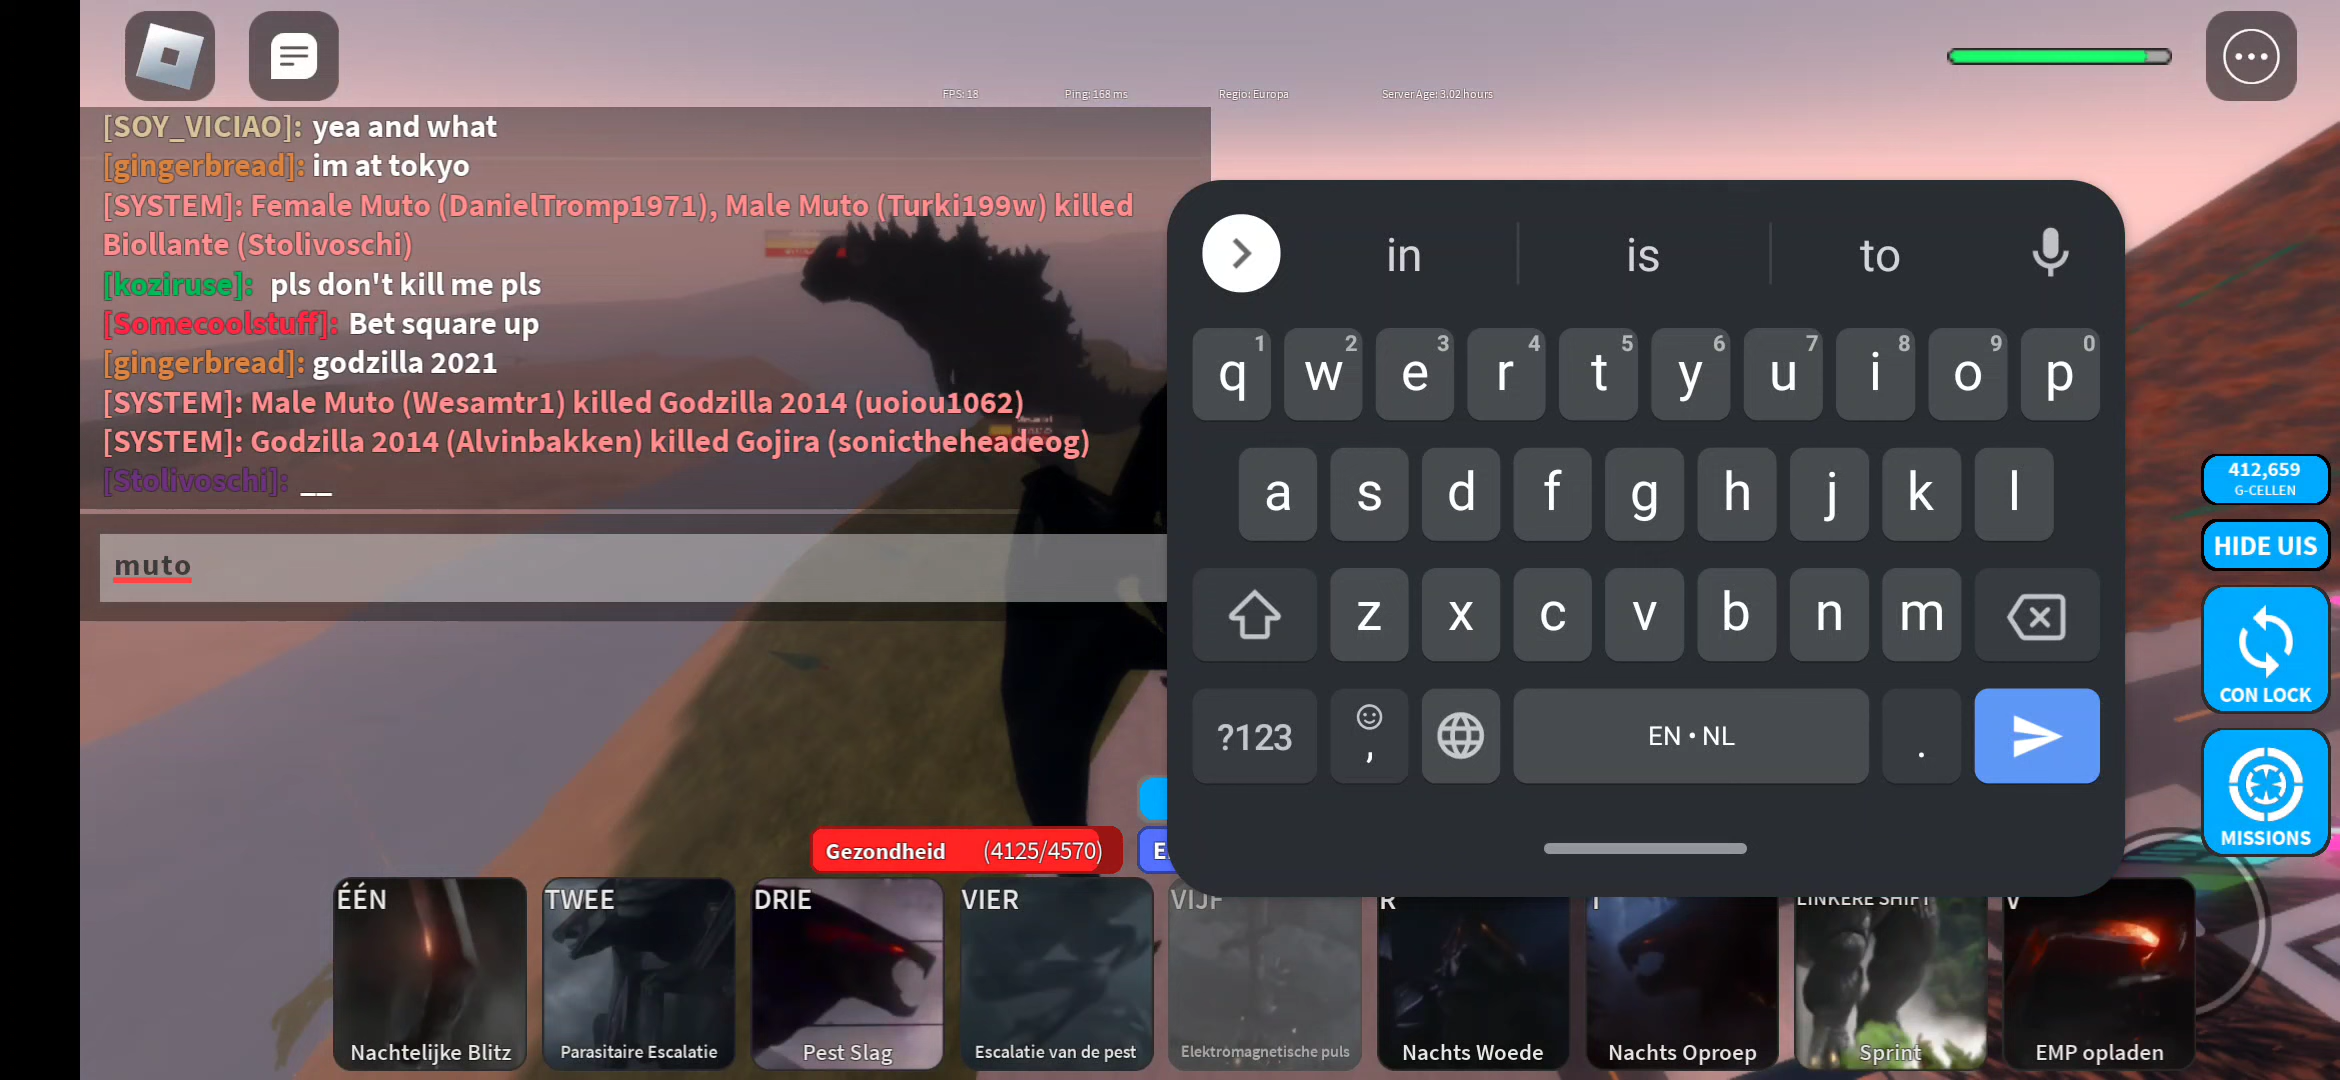 FPS: 18 Ping: 168 ms Regio: Europa Server Age: 3.02 hours
[SOY_VICIAO]: yea and what
[gingerbread]: im at tokyo
[SYSTEM]: Female Muto (DanielTromp1971), Male Muto (Turki199w) killed
Biollante (Stolivoschi)
[koziruse]: pls don't kill me pls
[Somecoolstuff]: Bet square up
[gingerbread]: godzilla 2021
[SYSTEM]: Male Muto (Wesamtr1) killed Godzilla 2014 (uoiou1062)
[SYSTEM]: Godzilla 2014 (Alvinbakken) killed Gojira (sonictheheadeog)
[Stolivoschi]: __
muto
in is to
q 1 w 2 e 3 r 4 t 5 y 6 u 7 i 8 o 9 p 0
a s d f g h j k l
z x c v b n m
?123 , EN • NL .
412,659
G-CELLEN
HIDE UIS
CON LOCK
MISSIONS
Gezondheid (4125/4570)
ÉÉN TWEE DRIE VIER VIJF R LINKERE SHIFT V
Nachtelijke Blitz Parasitaire Escalatie Pest Slag Escalatie van de pest Elektromagnetische puls Nachts Woede Nachts Oproep Sprint EMP opladen